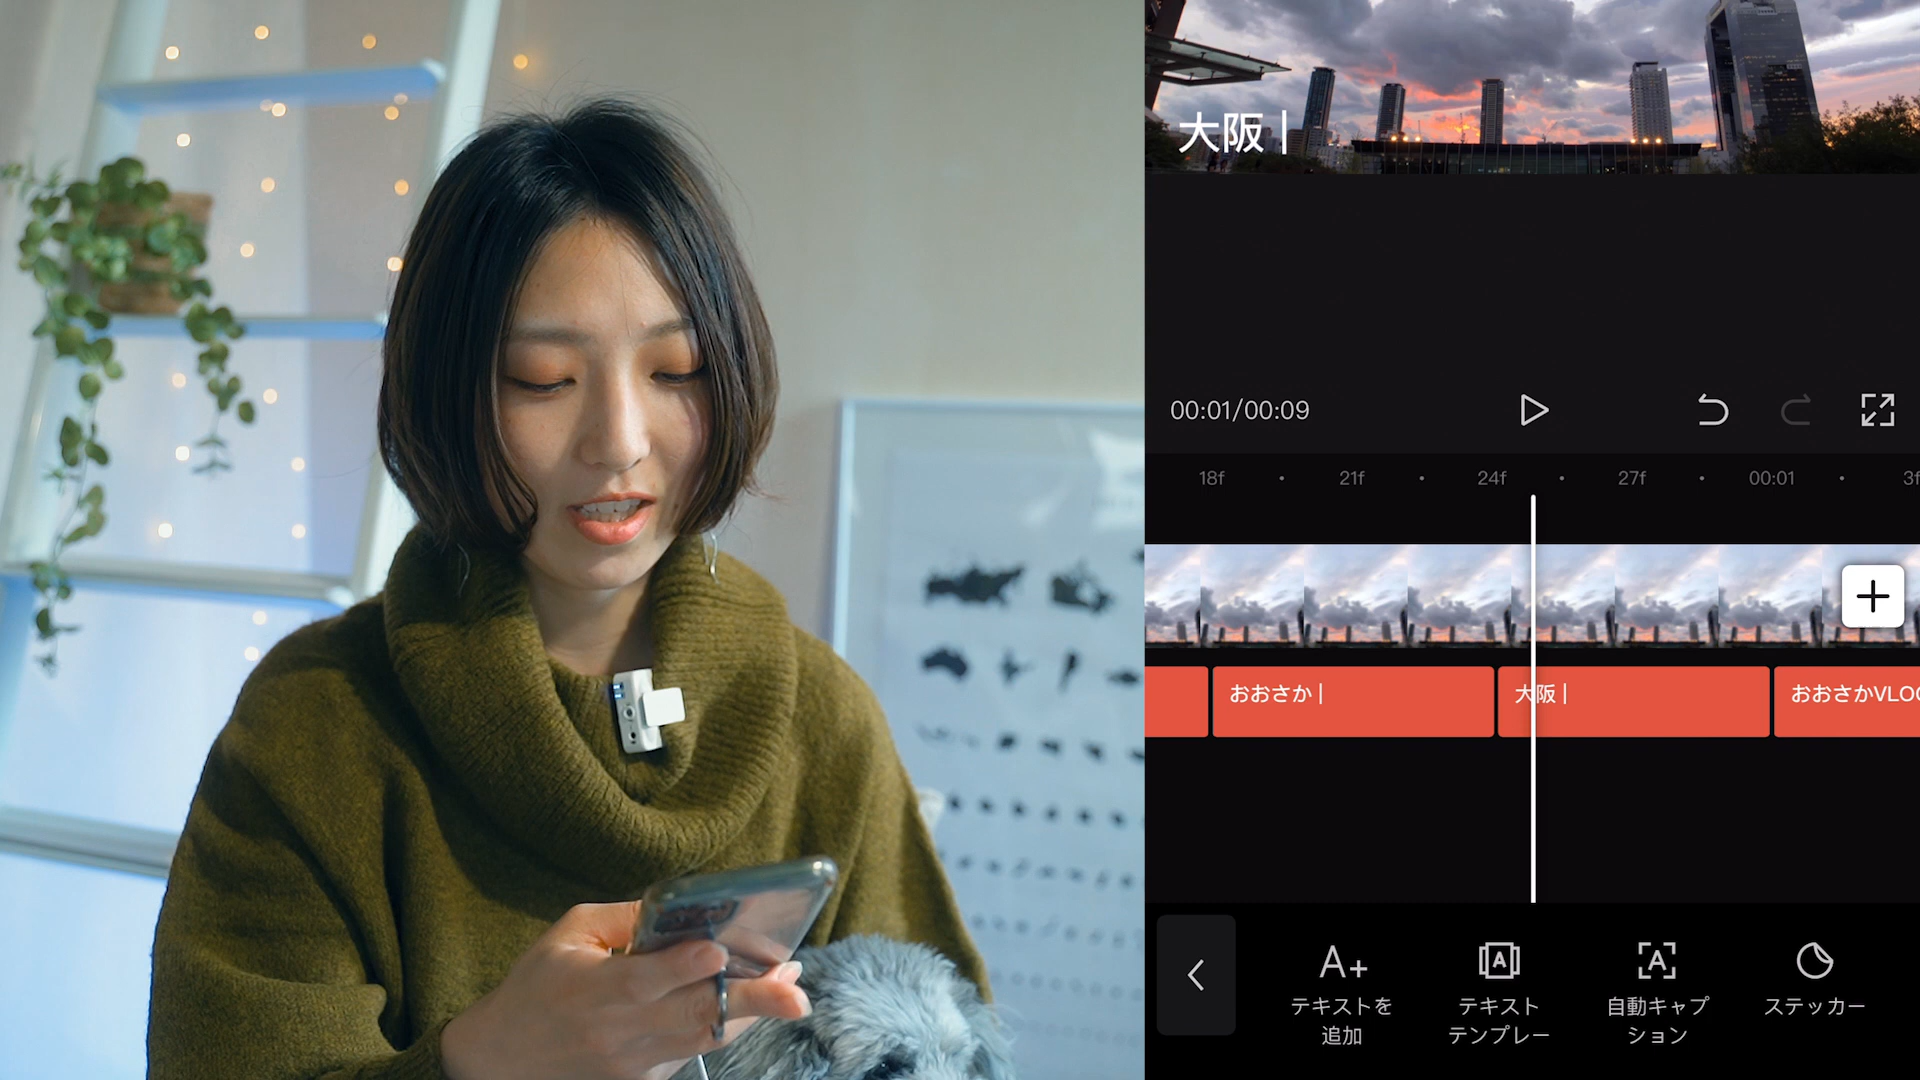 大阪|
00:01/00:09
18f
21f
24f
27f
00:01
3f
おおさか|
大阪|
おおさかVLO
A+
テキストを
追加
A
テキスト
テンプレー
A
自動キャプ
ション
ステッカー